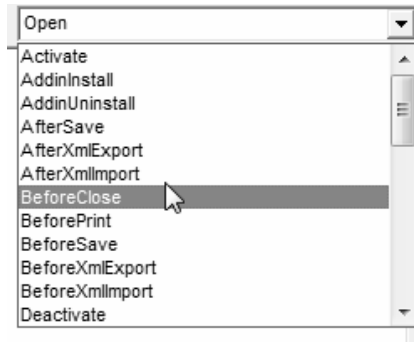 Open
Activate
AddinInstall
AddinUninstall
AfterSave
AfterXmlExport
AfterXmlImport
BeforeClose
BeforePrint
BeforeSave
BeforeXmlExport
BeforeXmlImport
Deactivate